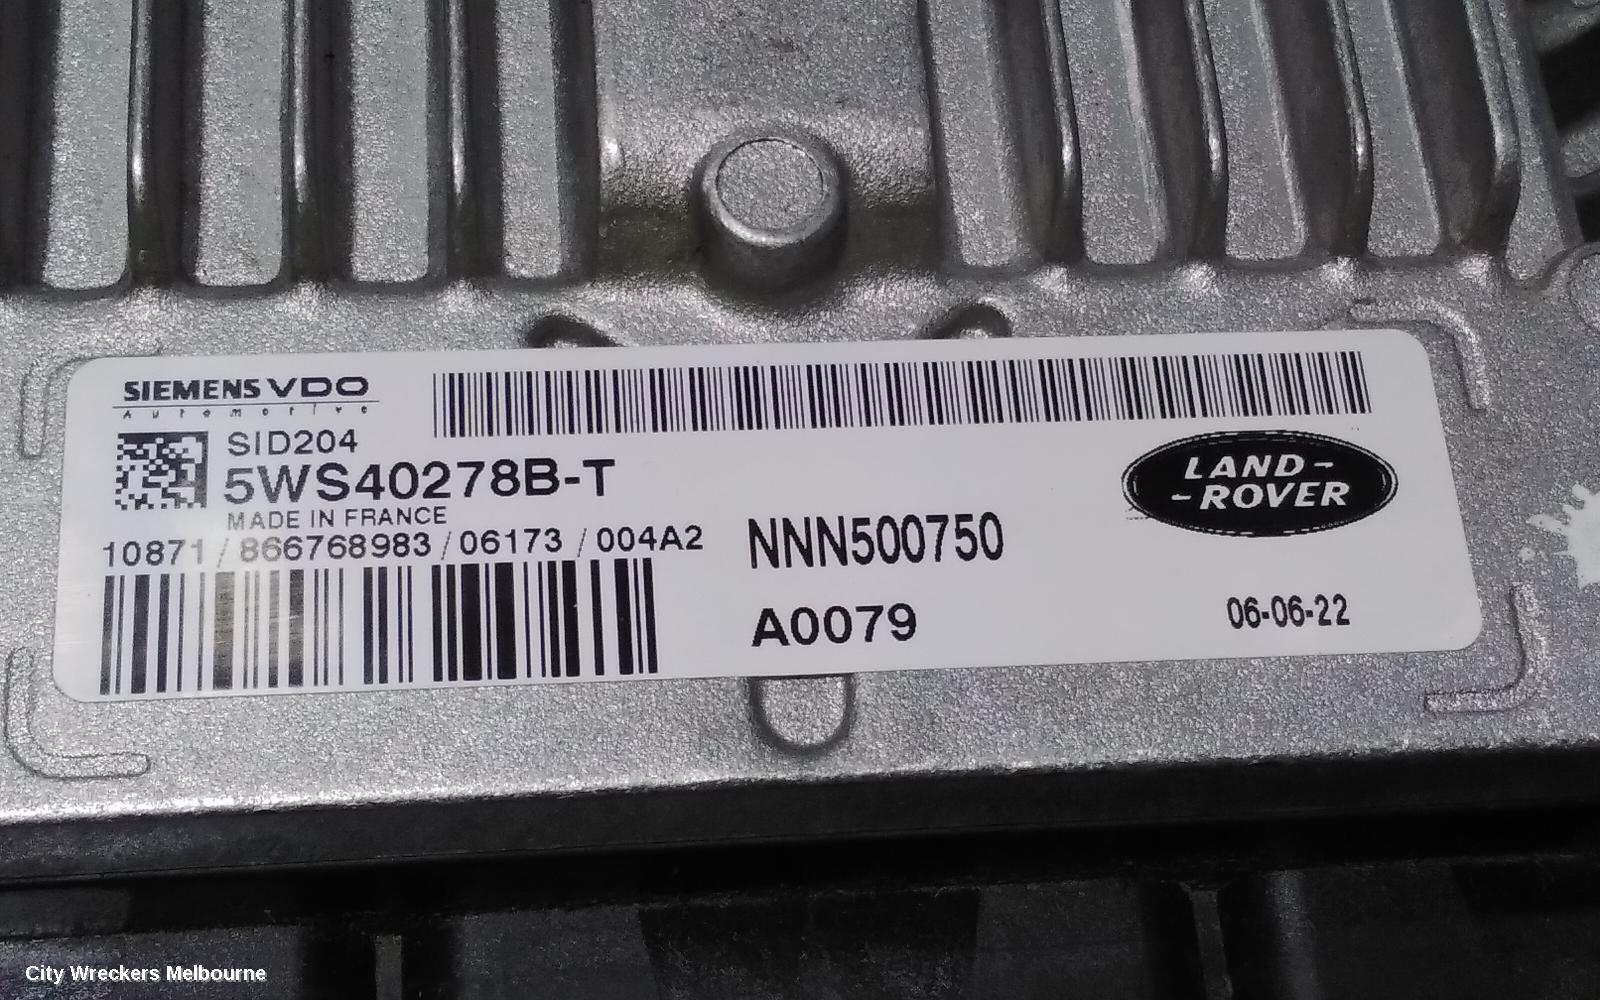 SIEMENS VDO
Automotive
SID204
5WS40278B-T
MADE IN FRANCE
10871 / 866768983 / 06173 / 004A2
NNN500750
A0079
LAND-
-ROVER
06-06-22
City Wreckers Melbourne